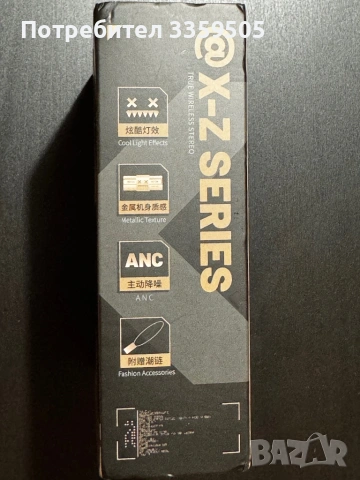 Потребител 3359505
@ X-Z SERIES
TRUE WIRELESS STEREO
炫酷灯效
Cool Light Effects
金属机身质感
Metallic Texture
ANC
主动降噪
ANC
附赠潮链
Fashion Accessories
BAZAR